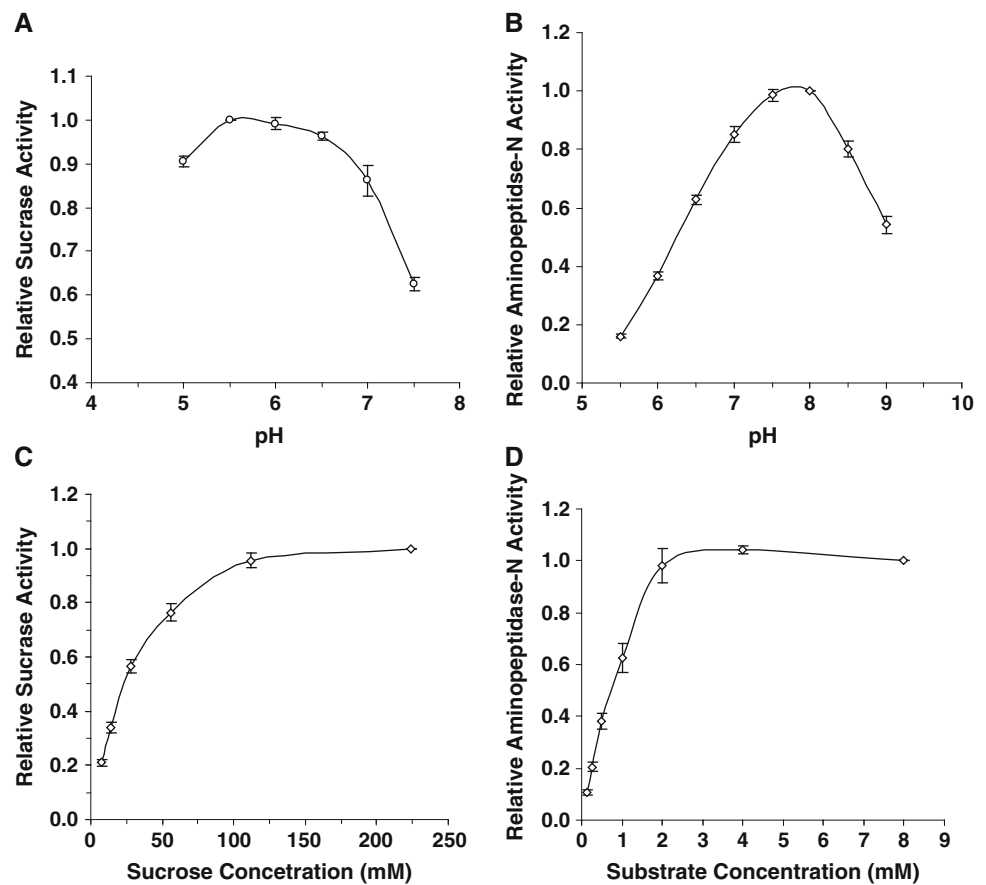 A
Relative Sucrase Activity
1.1
1.0
0.9
0.8
0.7
0.6
0.5
0.4
4 5 6 7 8
pH
B
Relative Aminopeptidse-N Activity
1.2
1.0
0.8
0.6
0.4
0.2
0.0
5 6 7 8 9 10
pH
C
Relative Sucrase Activity
1.2
1.0
0.8
0.6
0.4
0.2
0.0
0 50 100 150 200 250
Sucrose Concetration (mM)
D
Relative Aminopeptidase-N Activity
1.2
1.0
0.8
0.6
0.4
0.2
0.0
0 1 2 3 4 5 6 7 8 9
Substrate Concentration (mM)